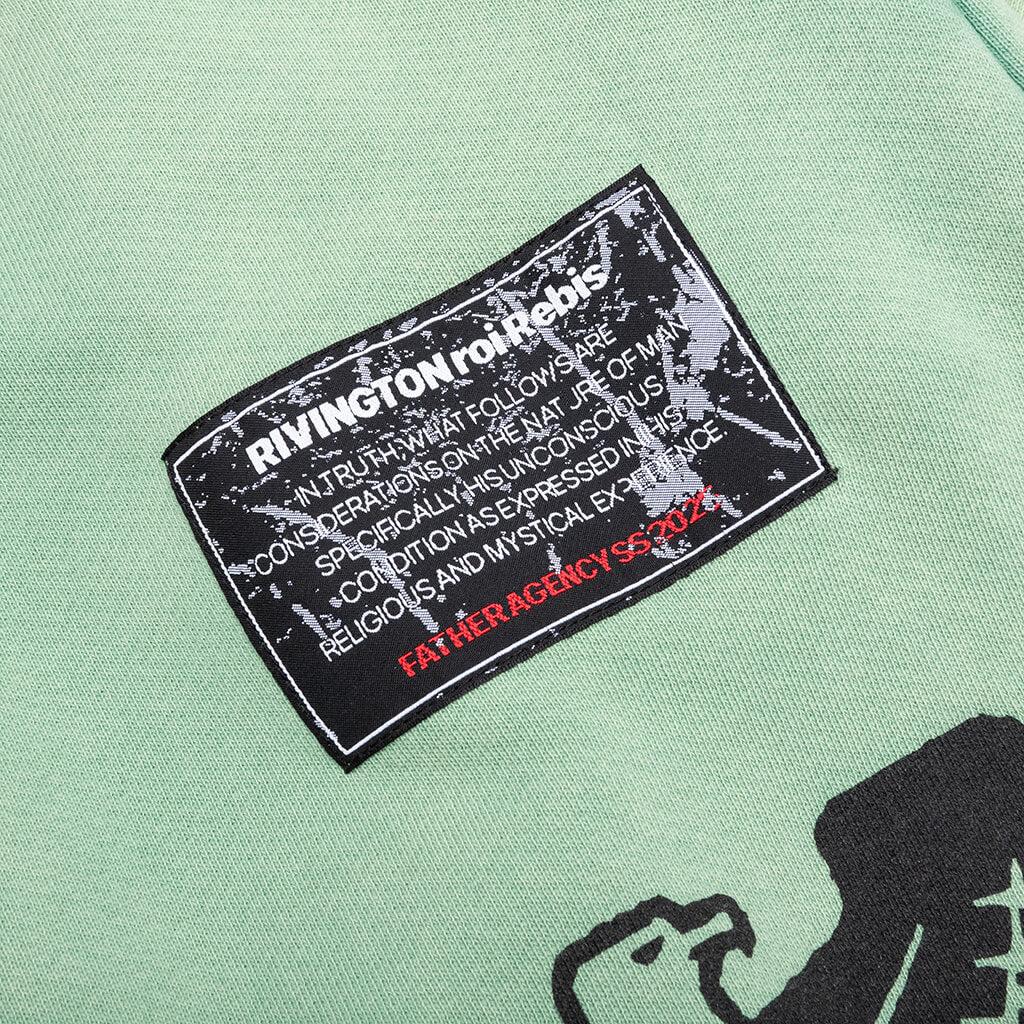 RIVINGTON roi Rebis
IN TRUTH, WHAT FOLLOWS ARE
CONSIDERATIONS ON THE NATURE OF MAN
SPECIFICALLY HIS UNCONSCIOUS
CONDITION AS EXPRESSED IN HIS
RELIGIOUS AND MYSTICAL EXPERIENCE
FATHER AGENCY SS 2025